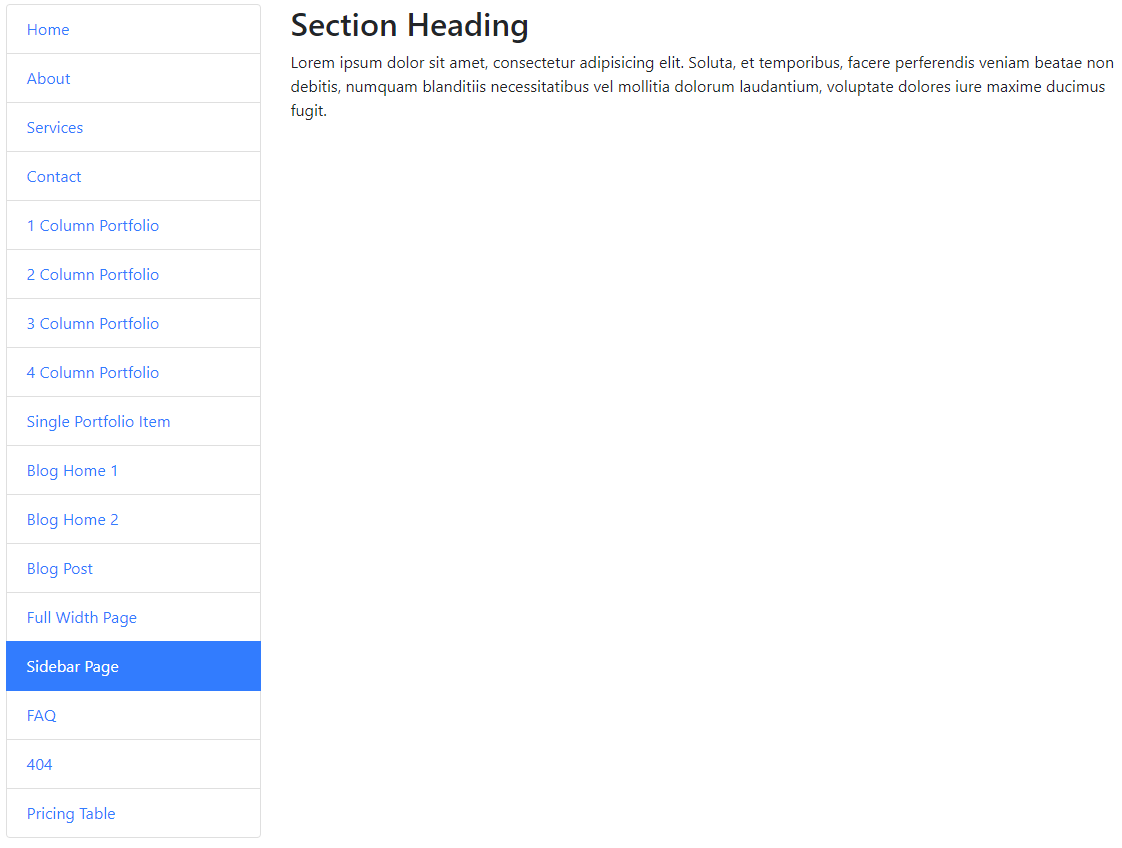 Home
About
Services
Contact
1 Column Portfolio
2 Column Portfolio
3 Column Portfolio
4 Column Portfolio
Single Portfolio Item
Blog Home 1
Blog Home 2
Blog Post
Full Width Page
Sidebar Page
FAQ
404
Pricing Table
Section Heading
Lorem ipsum dolor sit amet, consectetur adipisicing elit. Soluta, et temporibus, facere perferendis veniam beatae non
debitis, numquam blanditiis necessitatibus vel mollitia dolorum laudantium, voluptate dolores iure maxime ducimus
fugit.